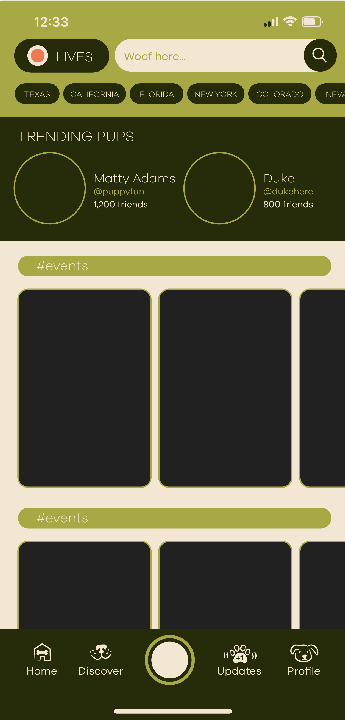 12:33
LIVES
Woof here...
TEXAS CALIFORNIA FLORIDA NEW YORK COLORADO NEW
TRENDING PUPS
Matty Adams
@puppyfun
1,200 friends
Duke
@dukehere
800 friends
#events
#events
Home Discover Updates Profile